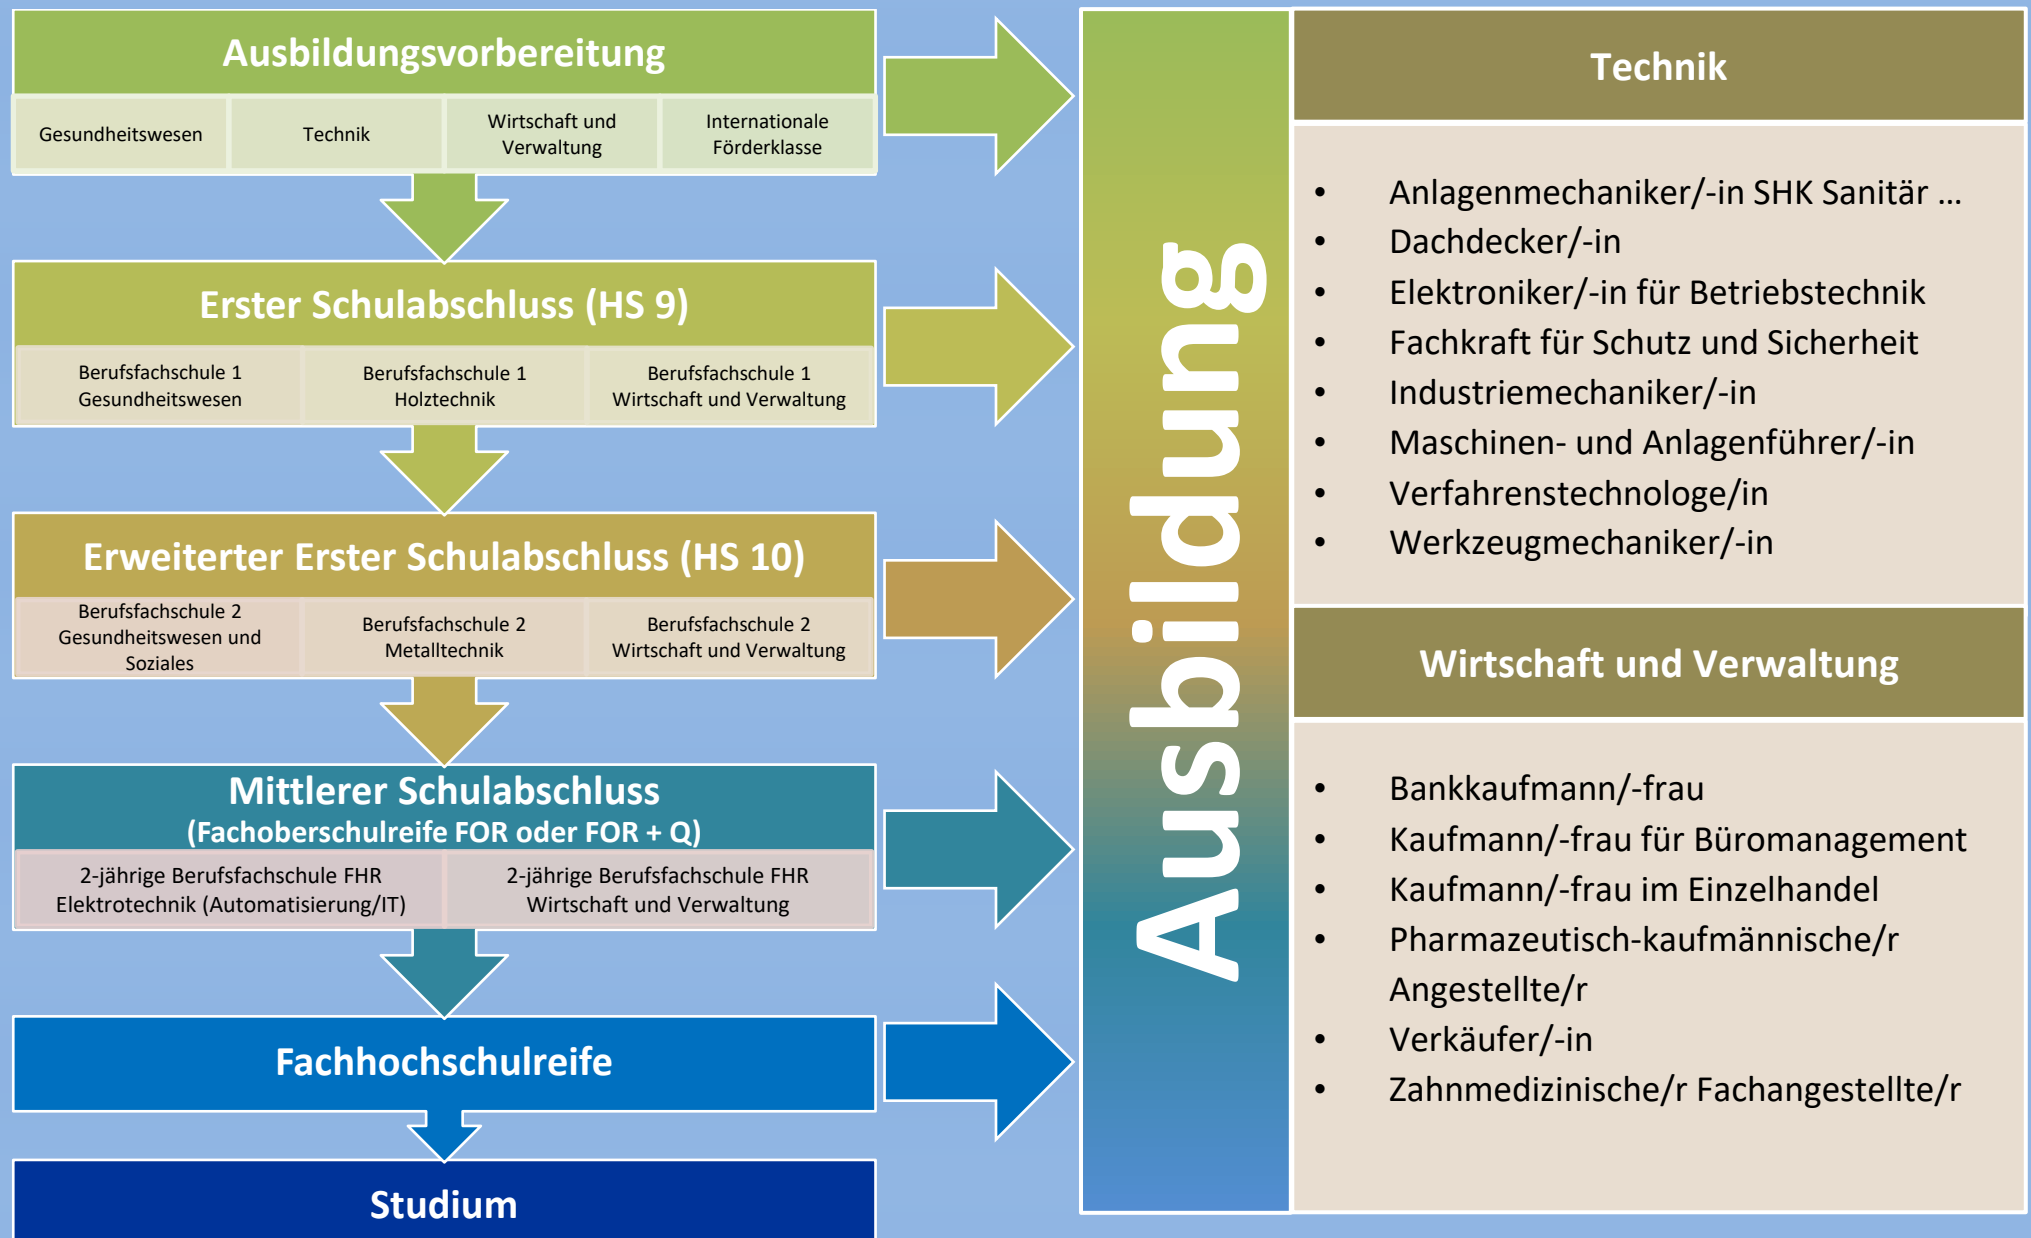 Ausbildungsvorbereitung
Gesundheitswesen
Technik
Wirtschaft und
Verwaltung
Internationale
Förderklasse
Erster Schulabschluss (HS 9)
Berufsfachschule 1
Gesundheitswesen
Berufsfachschule 1
Holztechnik
Berufsfachschule 1
Wirtschaft und Verwaltung
Erweiterter Erster Schulabschluss (HS 10)
Berufsfachschule 2
Gesundheitswesen und
Soziales
Berufsfachschule 2
Metalltechnik
Berufsfachschule 2
Wirtschaft und Verwaltung
Mittlerer Schulabschluss
(Fachoberschulreife FOR oder FOR + Q)
2-jährige Berufsfachschule FHR
Elektrotechnik (Automatisierung/IT)
2-jährige Berufsfachschule FHR
Wirtschaft und Verwaltung
Fachhochschulreife
Studium
Ausbildung
Technik
• Anlagenmechaniker/-in SHK Sanitär ...
• Dachdecker/-in
• Elektroniker/-in für Betriebstechnik
• Fachkraft für Schutz und Sicherheit
• Industriemechaniker/-in
• Maschinen- und Anlagenführer/-in
• Verfahrenstechnologe/in
• Werkzeugmechaniker/-in
Wirtschaft und Verwaltung
• Bankkaufmann/-frau
• Kaufmann/-frau für Büromanagement
• Kaufmann/-frau im Einzelhandel
• Pharmazeutisch-kaufmännische/r
Angestellte/r
• Verkäufer/-in
• Zahnmedizinische/r Fachangestellte/r